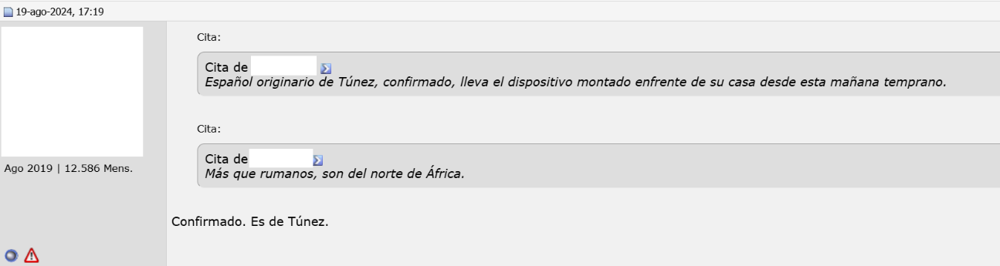 19-ago-2024, 17:19
Cita:
Cita de
Español originario de Túnez, confirmado, lleva el dispositivo montado enfrente de su casa desde esta mañana temprano.
Cita:
Cita de
Más que rumanos, son del norte de África.
Ago 2019 | 12.586 Mens.
Confirmado. Es de Túnez.